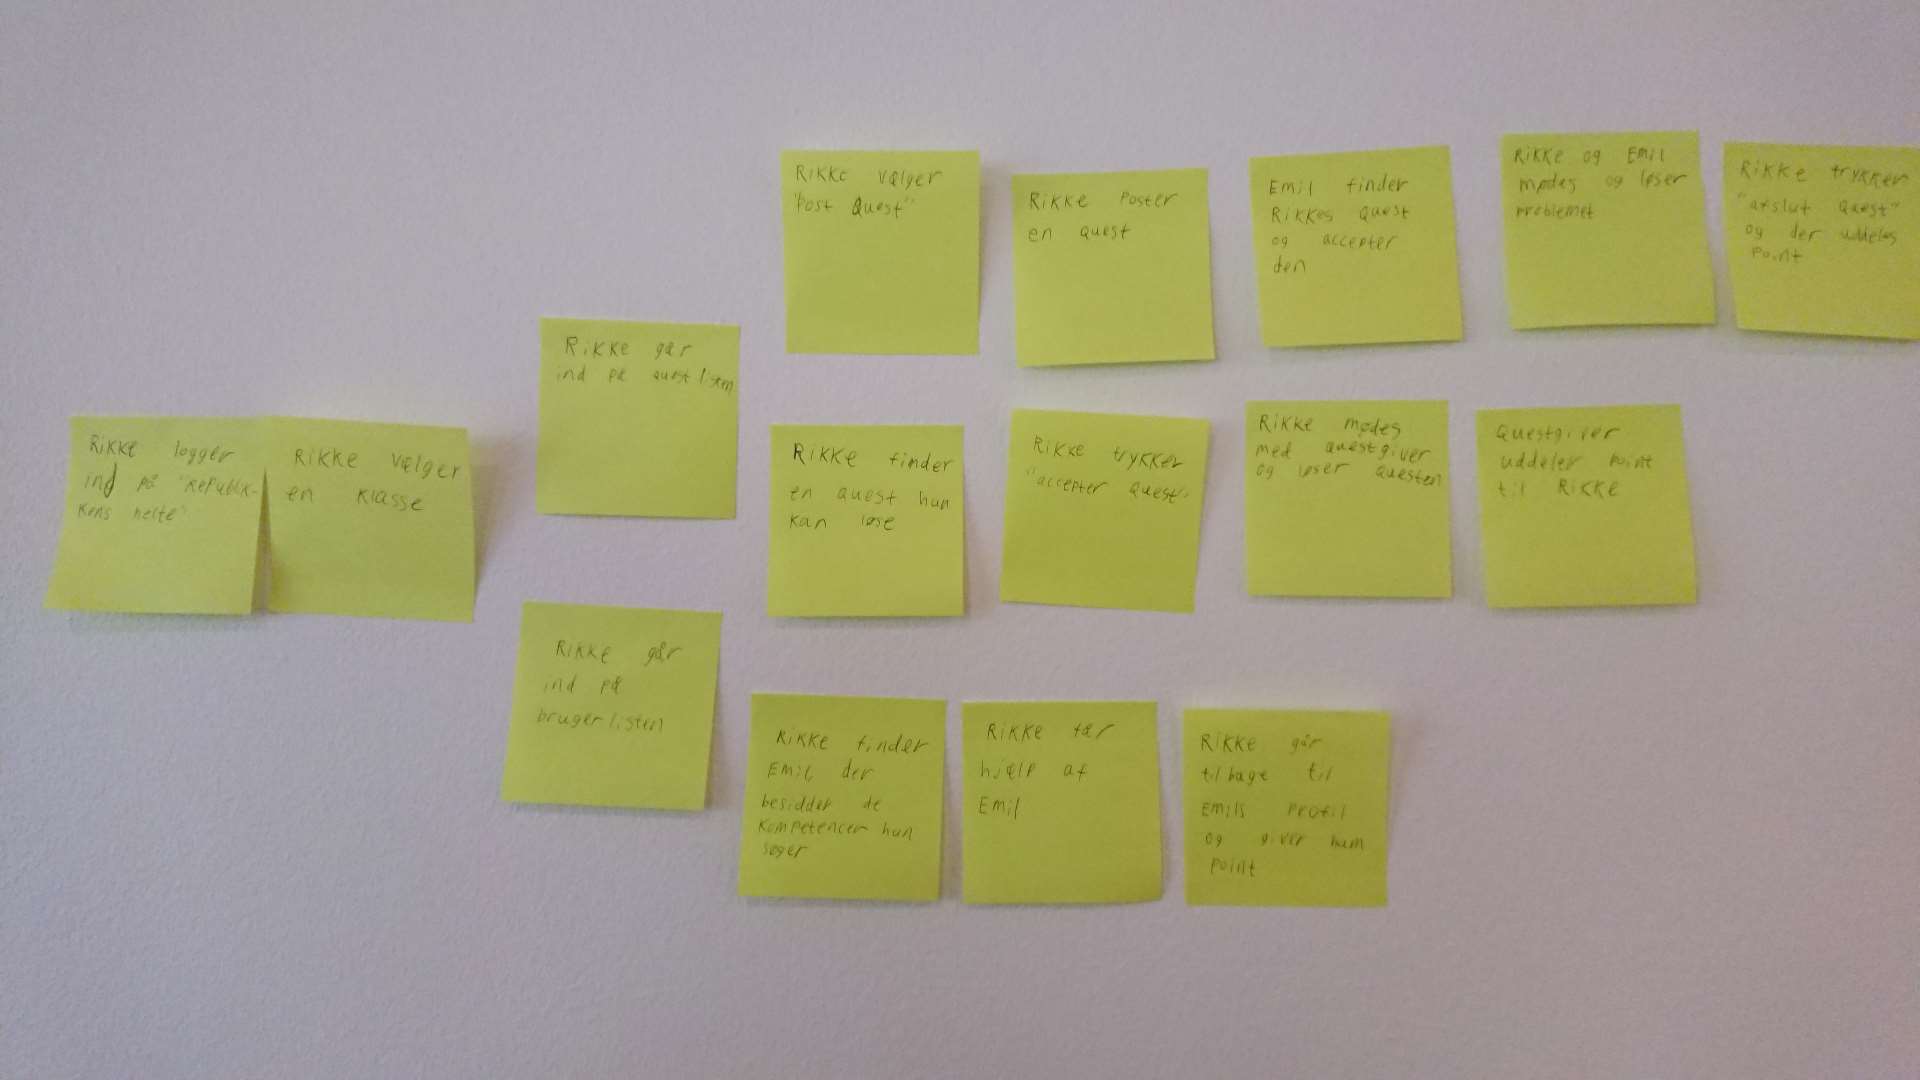 Rikke logger
ind på "Republik-
kens helte"
Rikke vælger
en klasse
Rikke går
ind på questlisten
Rikke vælger
"Post Quest"
Rikke poster
en quest
Emil finder
Rikkes quest
og accepter
den
Rikke og Emil
mødes og løser
problemet
Rikke trykker
"afslut quest"
og der uddeles
point
Rikke finder
en quest hun
kan løse
Rikke trykker
"accepter quest"
Rikke mødes
med questgiver
og løser questen
Questgiver
uddeler point
til Rikke
Rikke går
ind på
brugerlisten
Rikke finder
Emil der
besidder de
kompetencer hun
søger
Rikke får
hjælp af
Emil
Rikke går
tilbage til
Emils profil
og giver ham
point